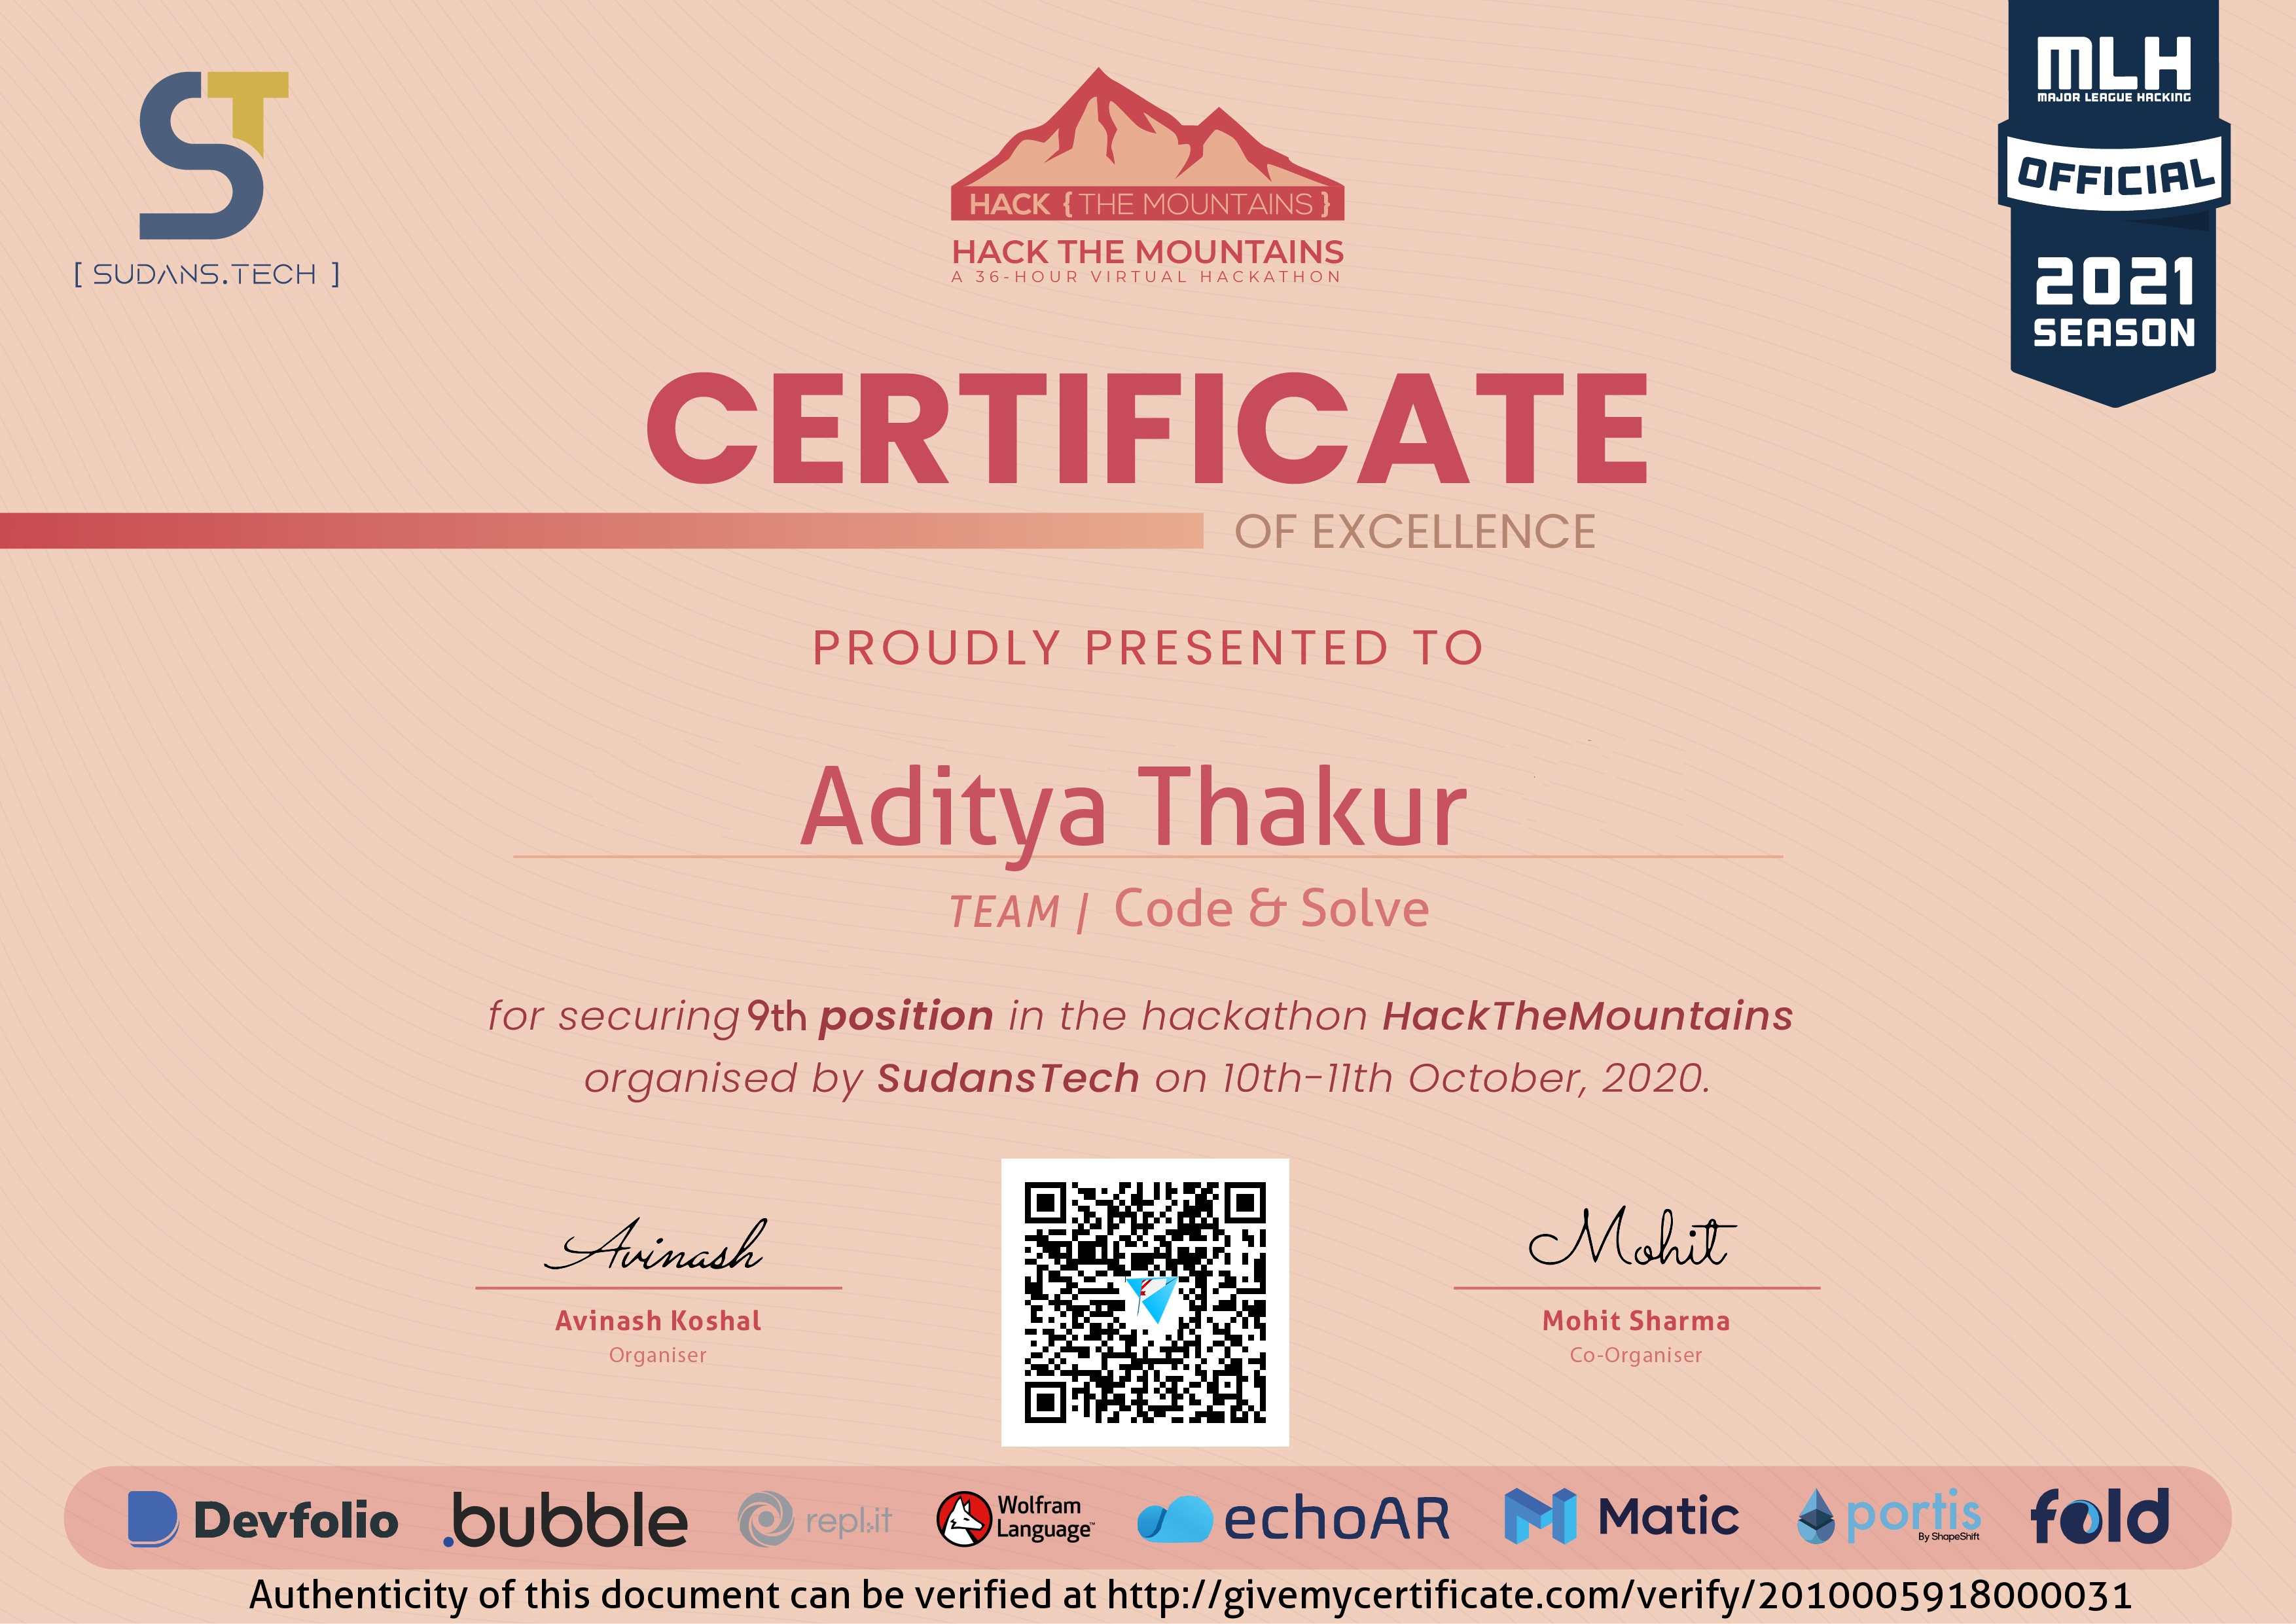 ST
[ SUDANS.TECH ]
HACK { THE MOUNTAINS }
HACK THE MOUNTAINS
A 36-HOUR VIRTUAL HACKATHON
MLH
MAJOR LEAGUE HACKING
OFFICIAL
2021
SEASON
CERTIFICATE
OF EXCELLENCE
PROUDLY PRESENTED TO
Aditya Thakur
TEAM | Code & Solve
for securing 9th position in the hackathon HackTheMountains
organised by SudansTech on 10th-11th October, 2020.
Avinash
Avinash Koshal
Organiser
Mohit
Mohit Sharma
Co-Organiser
Devfolio
.bubble
repl.it
Wolfram
Language™
echoAR
Matic
portis
By ShapeShift
fold
Authenticity of this document can be verified at http://givemycertificate.com/verify/2010005918000031